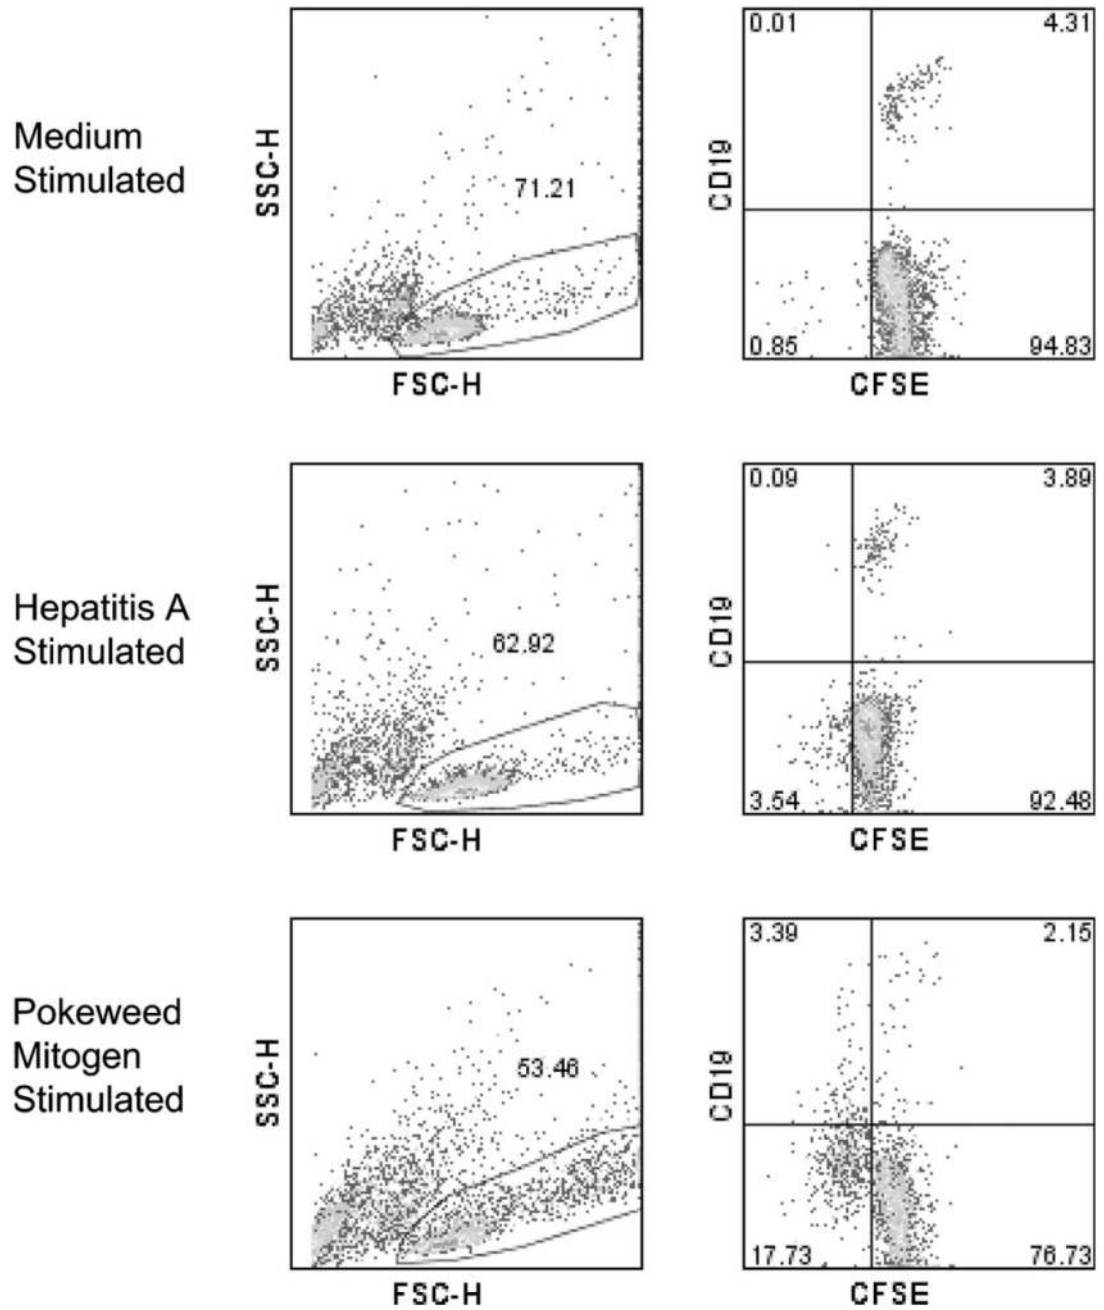 0.01
4.31
Medium
Stimulated
SSC-H
71.21
CD19
0.85
94.83
FSC-H
CFSE
0.09
3.89
Hepatitis A
Stimulated
SSC-H
62.92
CD19
3.54
92.48
FSC-H
CFSE
3.39
2.15
Pokeweed
Mitogen
Stimulated
SSC-H
53.46
CD19
17.73
76.73
FSC-H
CFSE